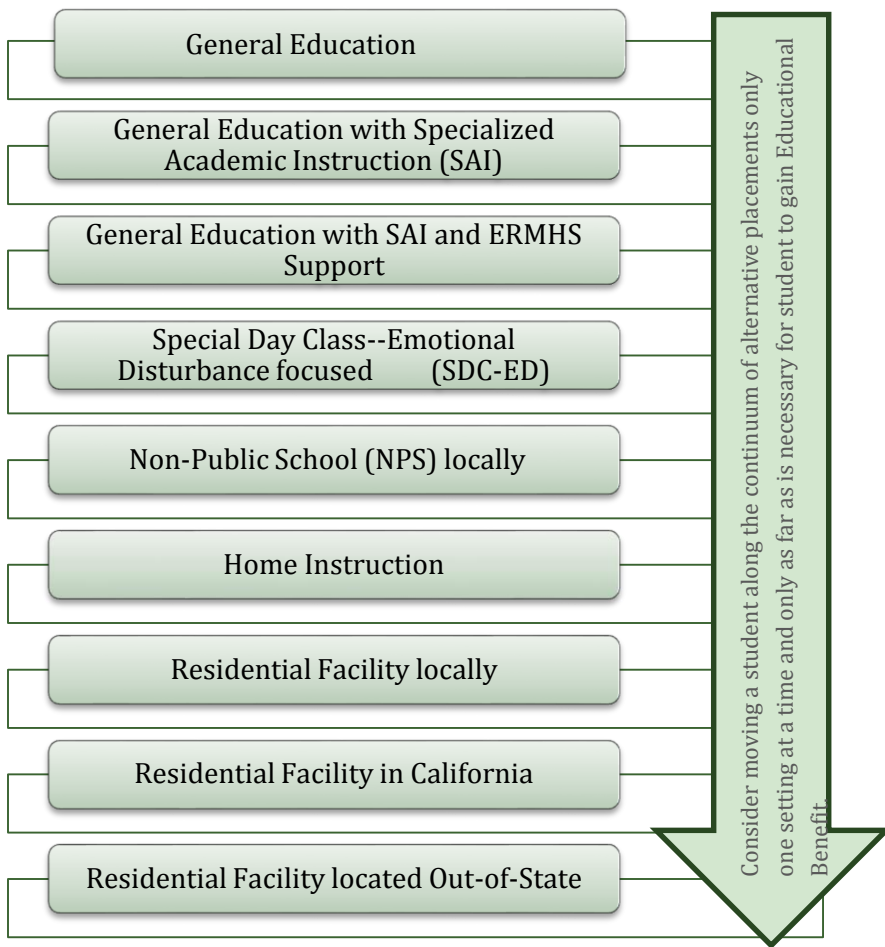 General Education
General Education with Specialized
Academic Instruction (SAI)
General Education with SAI and ERMHS
Support
Special Day Class--Emotional
Disturbance focused (SDC-ED)
Non-Public School (NPS) locally
Home Instruction
Residential Facility locally
Residential Facility in California
Residential Facility located Out-of-State
Consider moving a student along the continuum of alternative placements only
one setting at a time and only as far as is necessary for student to gain Educational
Benefit.